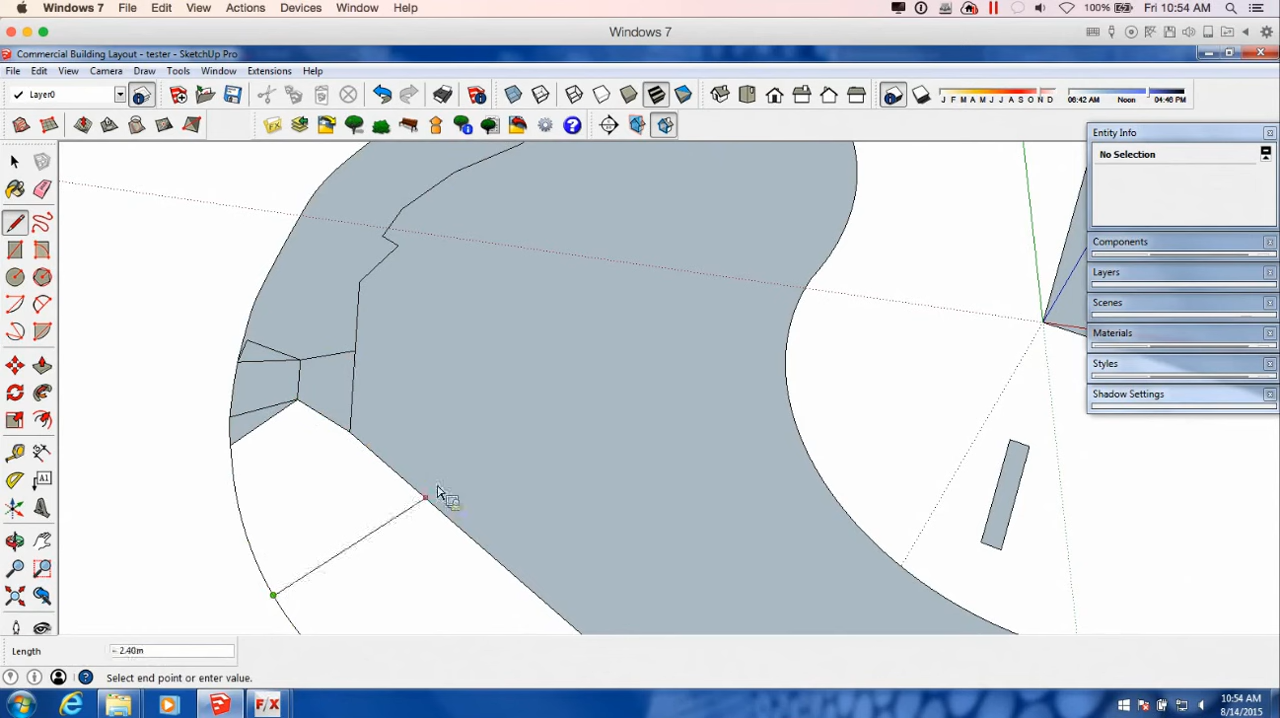 Windows 7 File Edit View Actions Devices Window Help 100% Fri 10:54 AM
Windows 7
Commercial Building Layout - tester - SketchUp Pro
File Edit View Camera Draw Tools Window Extensions Help
Layer0 J F M A M J J A S O N D 06:42 AM Noon 04:48 PM
Entity Info
No Selection
Components
Layers
Scenes
Materials
Styles
Shadow Settings
A1
Length ~ 2.40m
Select end point or enter value.
F/X 10:54 AM
8/14/2015